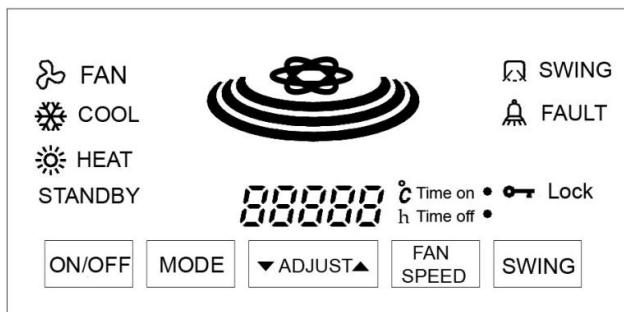 FAN
SWING
COOL
FAULT
HEAT
STANDBY
88888 °C Time on Lock
h Time off
ON/OFF
MODE
▼ ADJUST▲
FAN
SPEED
SWING